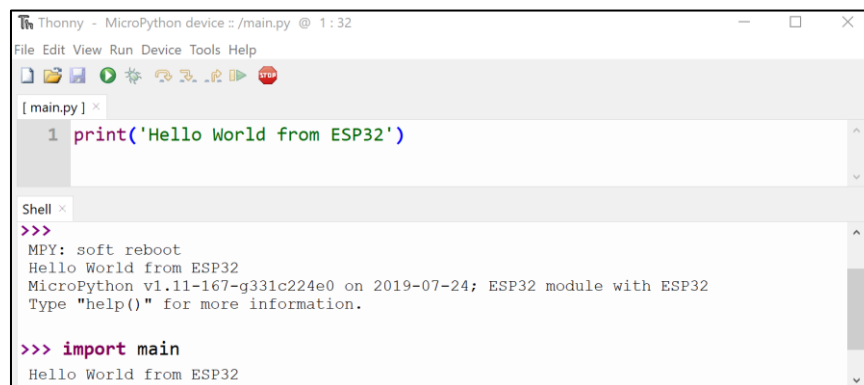 Thonny - MicroPython device :: /main.py @ 1 : 32
File Edit View Run Device Tools Help
STOP
[ main.py ] ×
1 print('Hello World from ESP32')
Shell ×
>>>
MPY: soft reboot
Hello World from ESP32
MicroPython v1.11-167-g331c224e0 on 2019-07-24; ESP32 module with ESP32
Type "help()" for more information.
>>> import main
Hello World from ESP32